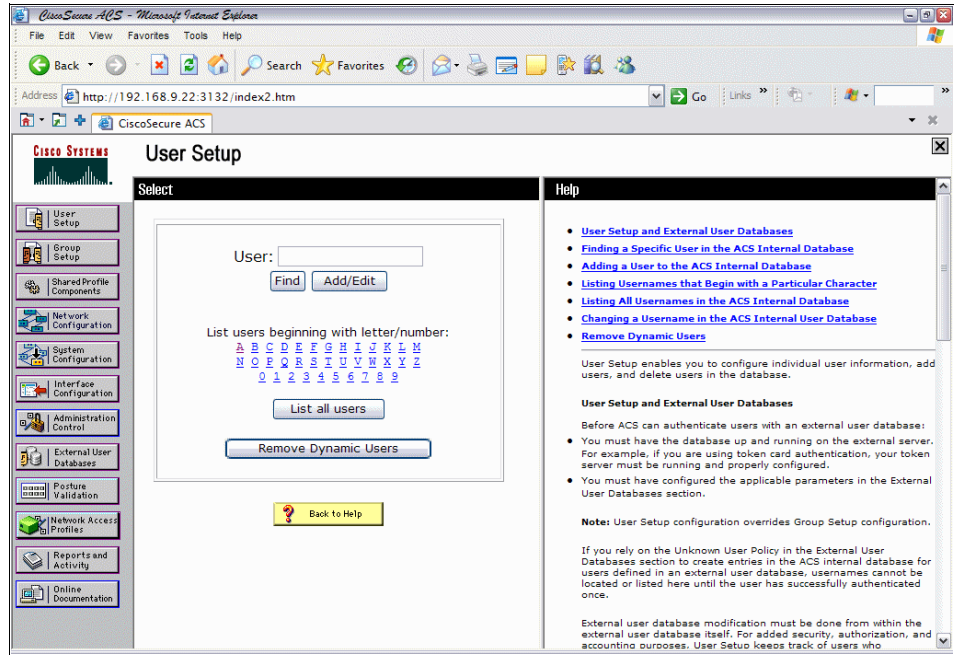 CiscoSecure ACS - Microsoft Internet Explorer
File Edit View Favorites Tools Help
Back Search Favorites
Address http://192.168.9.22:3132/index2.htm Go Links »
CiscoSecure ACS
CISCO SYSTEMS
User Setup
User Setup
Group Setup
Shared Profile Components
Network Configuration
System Configuration
Interface Configuration
Administration Control
External User Databases
Posture Validation
Network Access Profiles
Reports and Activity
Online Documentation
Select
User:
Find Add/Edit
List users beginning with letter/number:
A B C D E F G H I J K L M
N O P Q R S T U V W X Y Z
0 1 2 3 4 5 6 7 8 9
List all users
Remove Dynamic Users
? Back to Help
Help
User Setup and External User Databases
Finding a Specific User in the ACS Internal Database
Adding a User to the ACS Internal Database
Listing Usernames that Begin with a Particular Character
Listing All Usernames in the ACS Internal Database
Changing a Username in the ACS Internal User Database
Remove Dynamic Users
User Setup enables you to configure individual user information, add
users, and delete users in the database.
User Setup and External User Databases
Before ACS can authenticate users with an external user database:
You must have the database up and running on the external server.
For example, if you are using token card authentication, your token
server must be running and properly configured.
You must have configured the applicable parameters in the External
User Databases section.
Note: User Setup configuration overrides Group Setup configuration.
If you rely on the Unknown User Policy in the External User
Databases section to create entries in the ACS internal database for
users defined in an external user database, usernames cannot be
located or listed here until the user has successfully authenticated
once.
External user database modification must be done from within the
external user database itself. For added security, authorization, and
accounting purposes, User Setup keeps track of users who